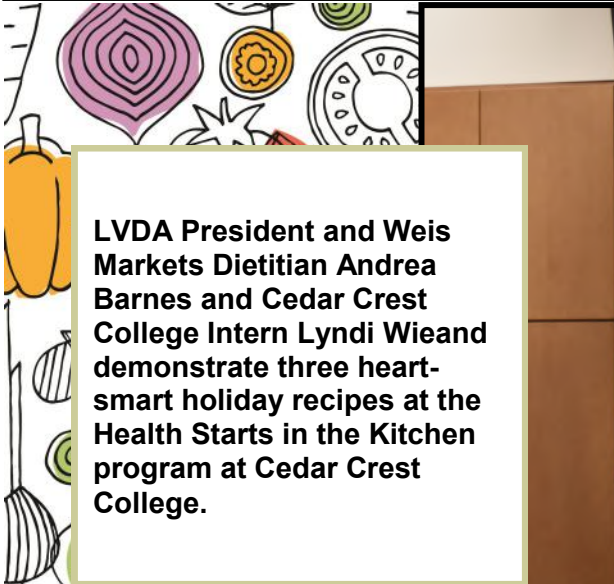 LVDA President and Weis
Markets Dietitian Andrea
Barnes and Cedar Crest
College Intern Lyndi Wieand
demonstrate three heart-
smart holiday recipes at the
Health Starts in the Kitchen
program at Cedar Crest
College.